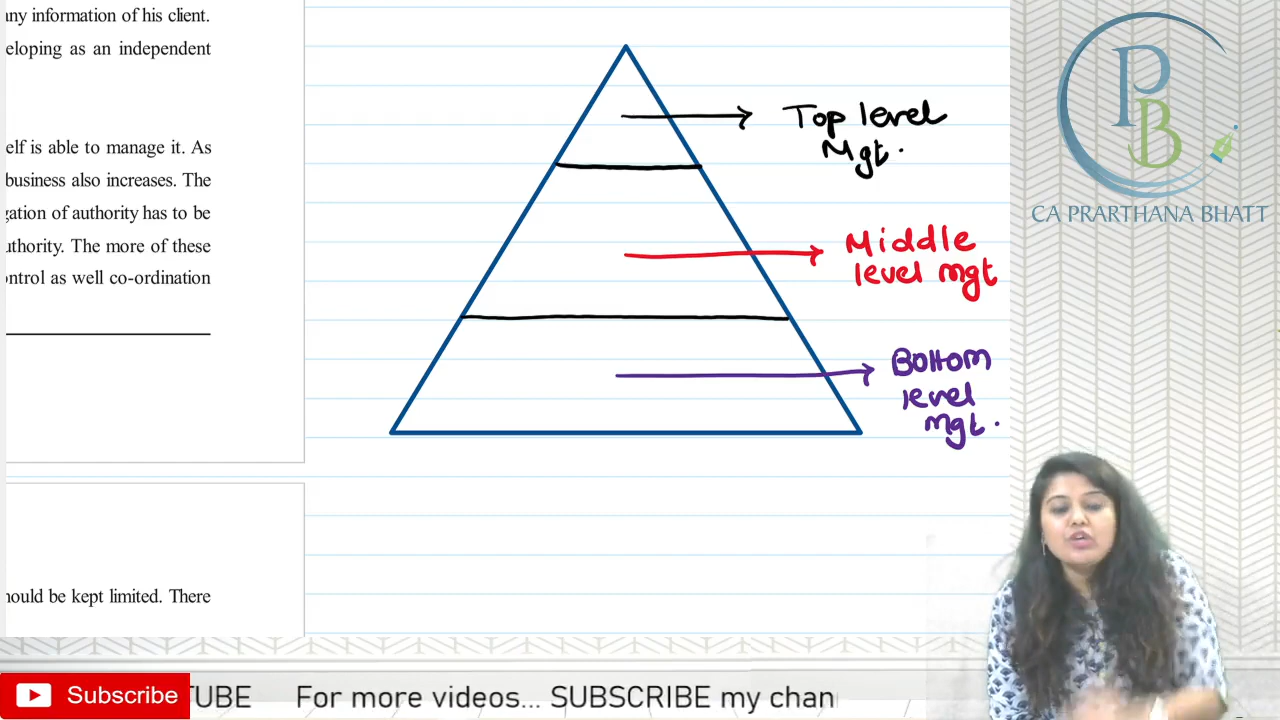 any information of his client.
eloping as an independent
elf is able to manage it. As
business also increases. The
gation of authority has to be
uthority. The more of these
ontrol as well co-ordination
hould be kept limited. There
Top level
Mgt.
Middle
level mgt
Bottom
level
mgt.
PB
CA PRARTHANA BHATT
Subscribe
TUBE For more videos... SUBSCRIBE my chan